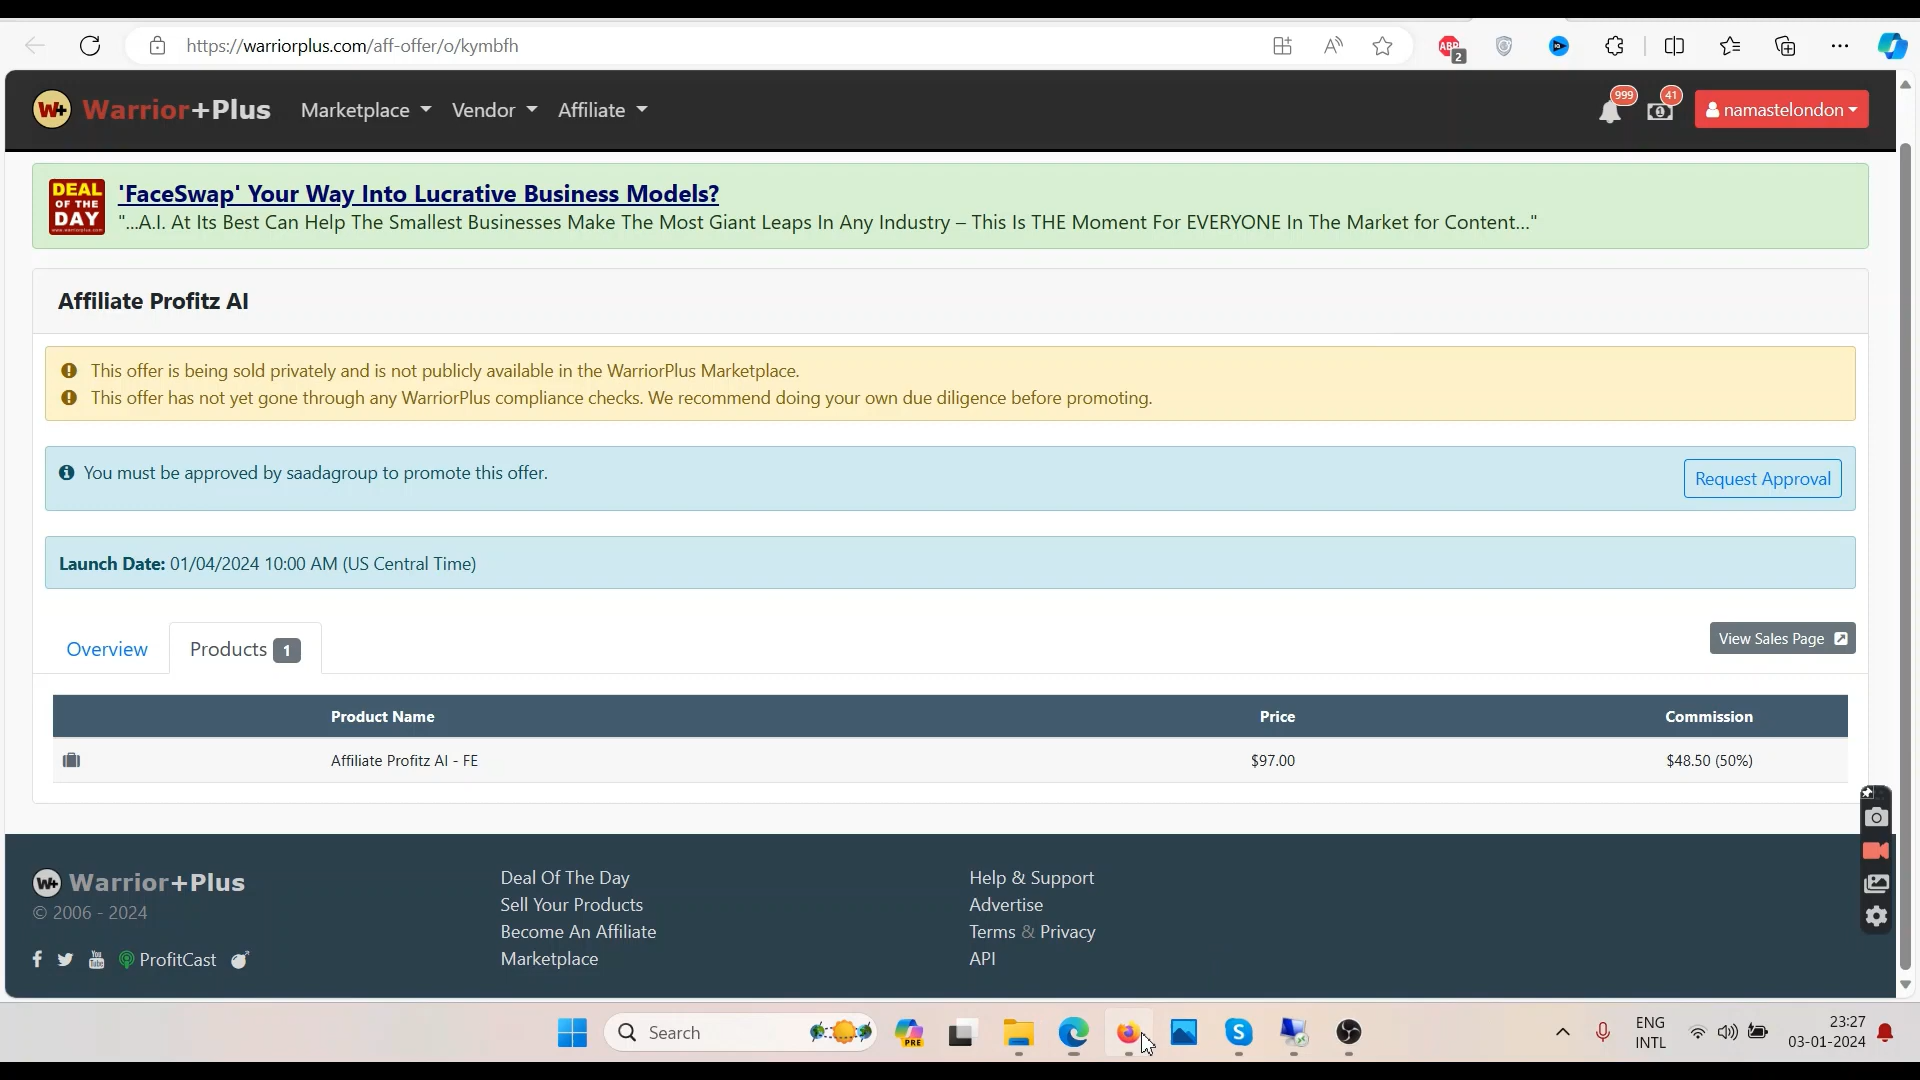 https://warriorplus.com/aff-offer/o/kymbfh
ABP
2
W+ Warrior+Plus
Marketplace
Vendor
Affiliate
999
41
namastelondon
DEAL OF THE DAY
'FaceSwap' Your Way Into Lucrative Business Models?
"...A.I. At Its Best Can Help The Smallest Businesses Make The Most Giant Leaps In Any Industry – This Is THE Moment For EVERYONE In The Market for Content..."
Affiliate Profitz AI
This offer is being sold privately and is not publicly available in the WarriorPlus Marketplace.
This offer has not yet gone through any WarriorPlus compliance checks. We recommend doing your own due diligence before promoting.
You must be approved by saadagroup to promote this offer.
Request Approval
Launch Date: 01/04/2024 10:00 AM (US Central Time)
Overview
Products 1
View Sales Page
Product Name Price Commission
Affiliate Profitz AI - FE $97.00 $48.50 (50%)
W+ Warrior+Plus
© 2006 - 2024
ProfitCast
Deal Of The Day
Sell Your Products
Become An Affiliate
Marketplace
Help & Support
Advertise
Terms & Privacy
API
Search
PRE
ENG
INTL
23:27
03-01-2024